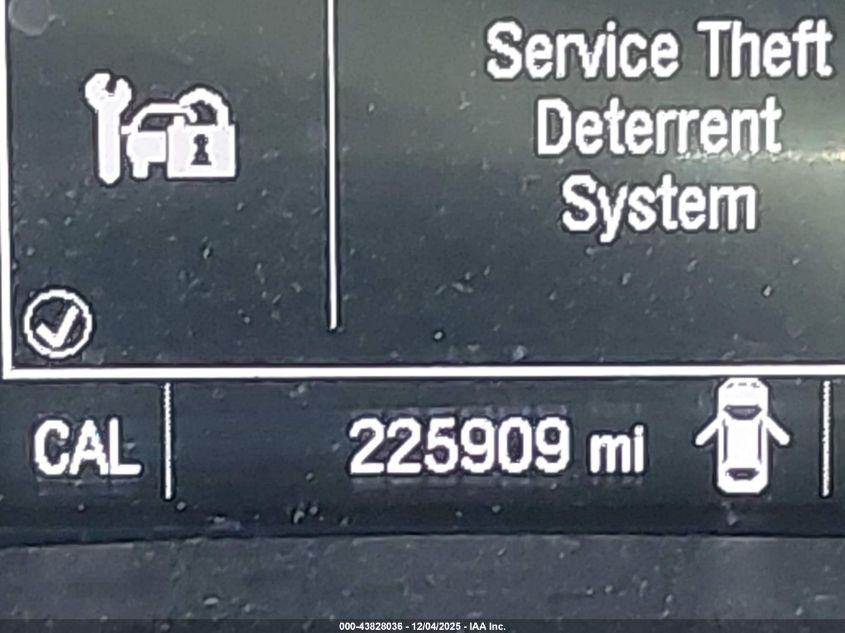 Service Theft
Deterrent
System
CAL
225909 mi
000-43828036 - 12/04/2025 - IAA Inc.